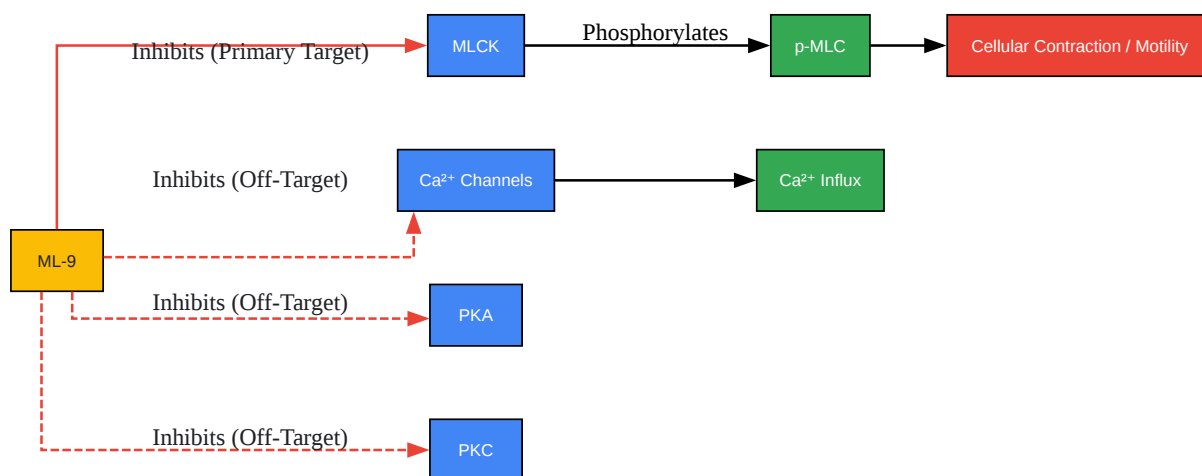 Inhibits (Primary Target)
MLCK
Phosphorylates
p-MLC
Cellular Contraction / Motility
Inhibits (Off-Target)
Ca²⁺ Channels
Ca²⁺ Influx
ML-9
Inhibits (Off-Target)
PKA
Inhibits (Off-Target)
PKC